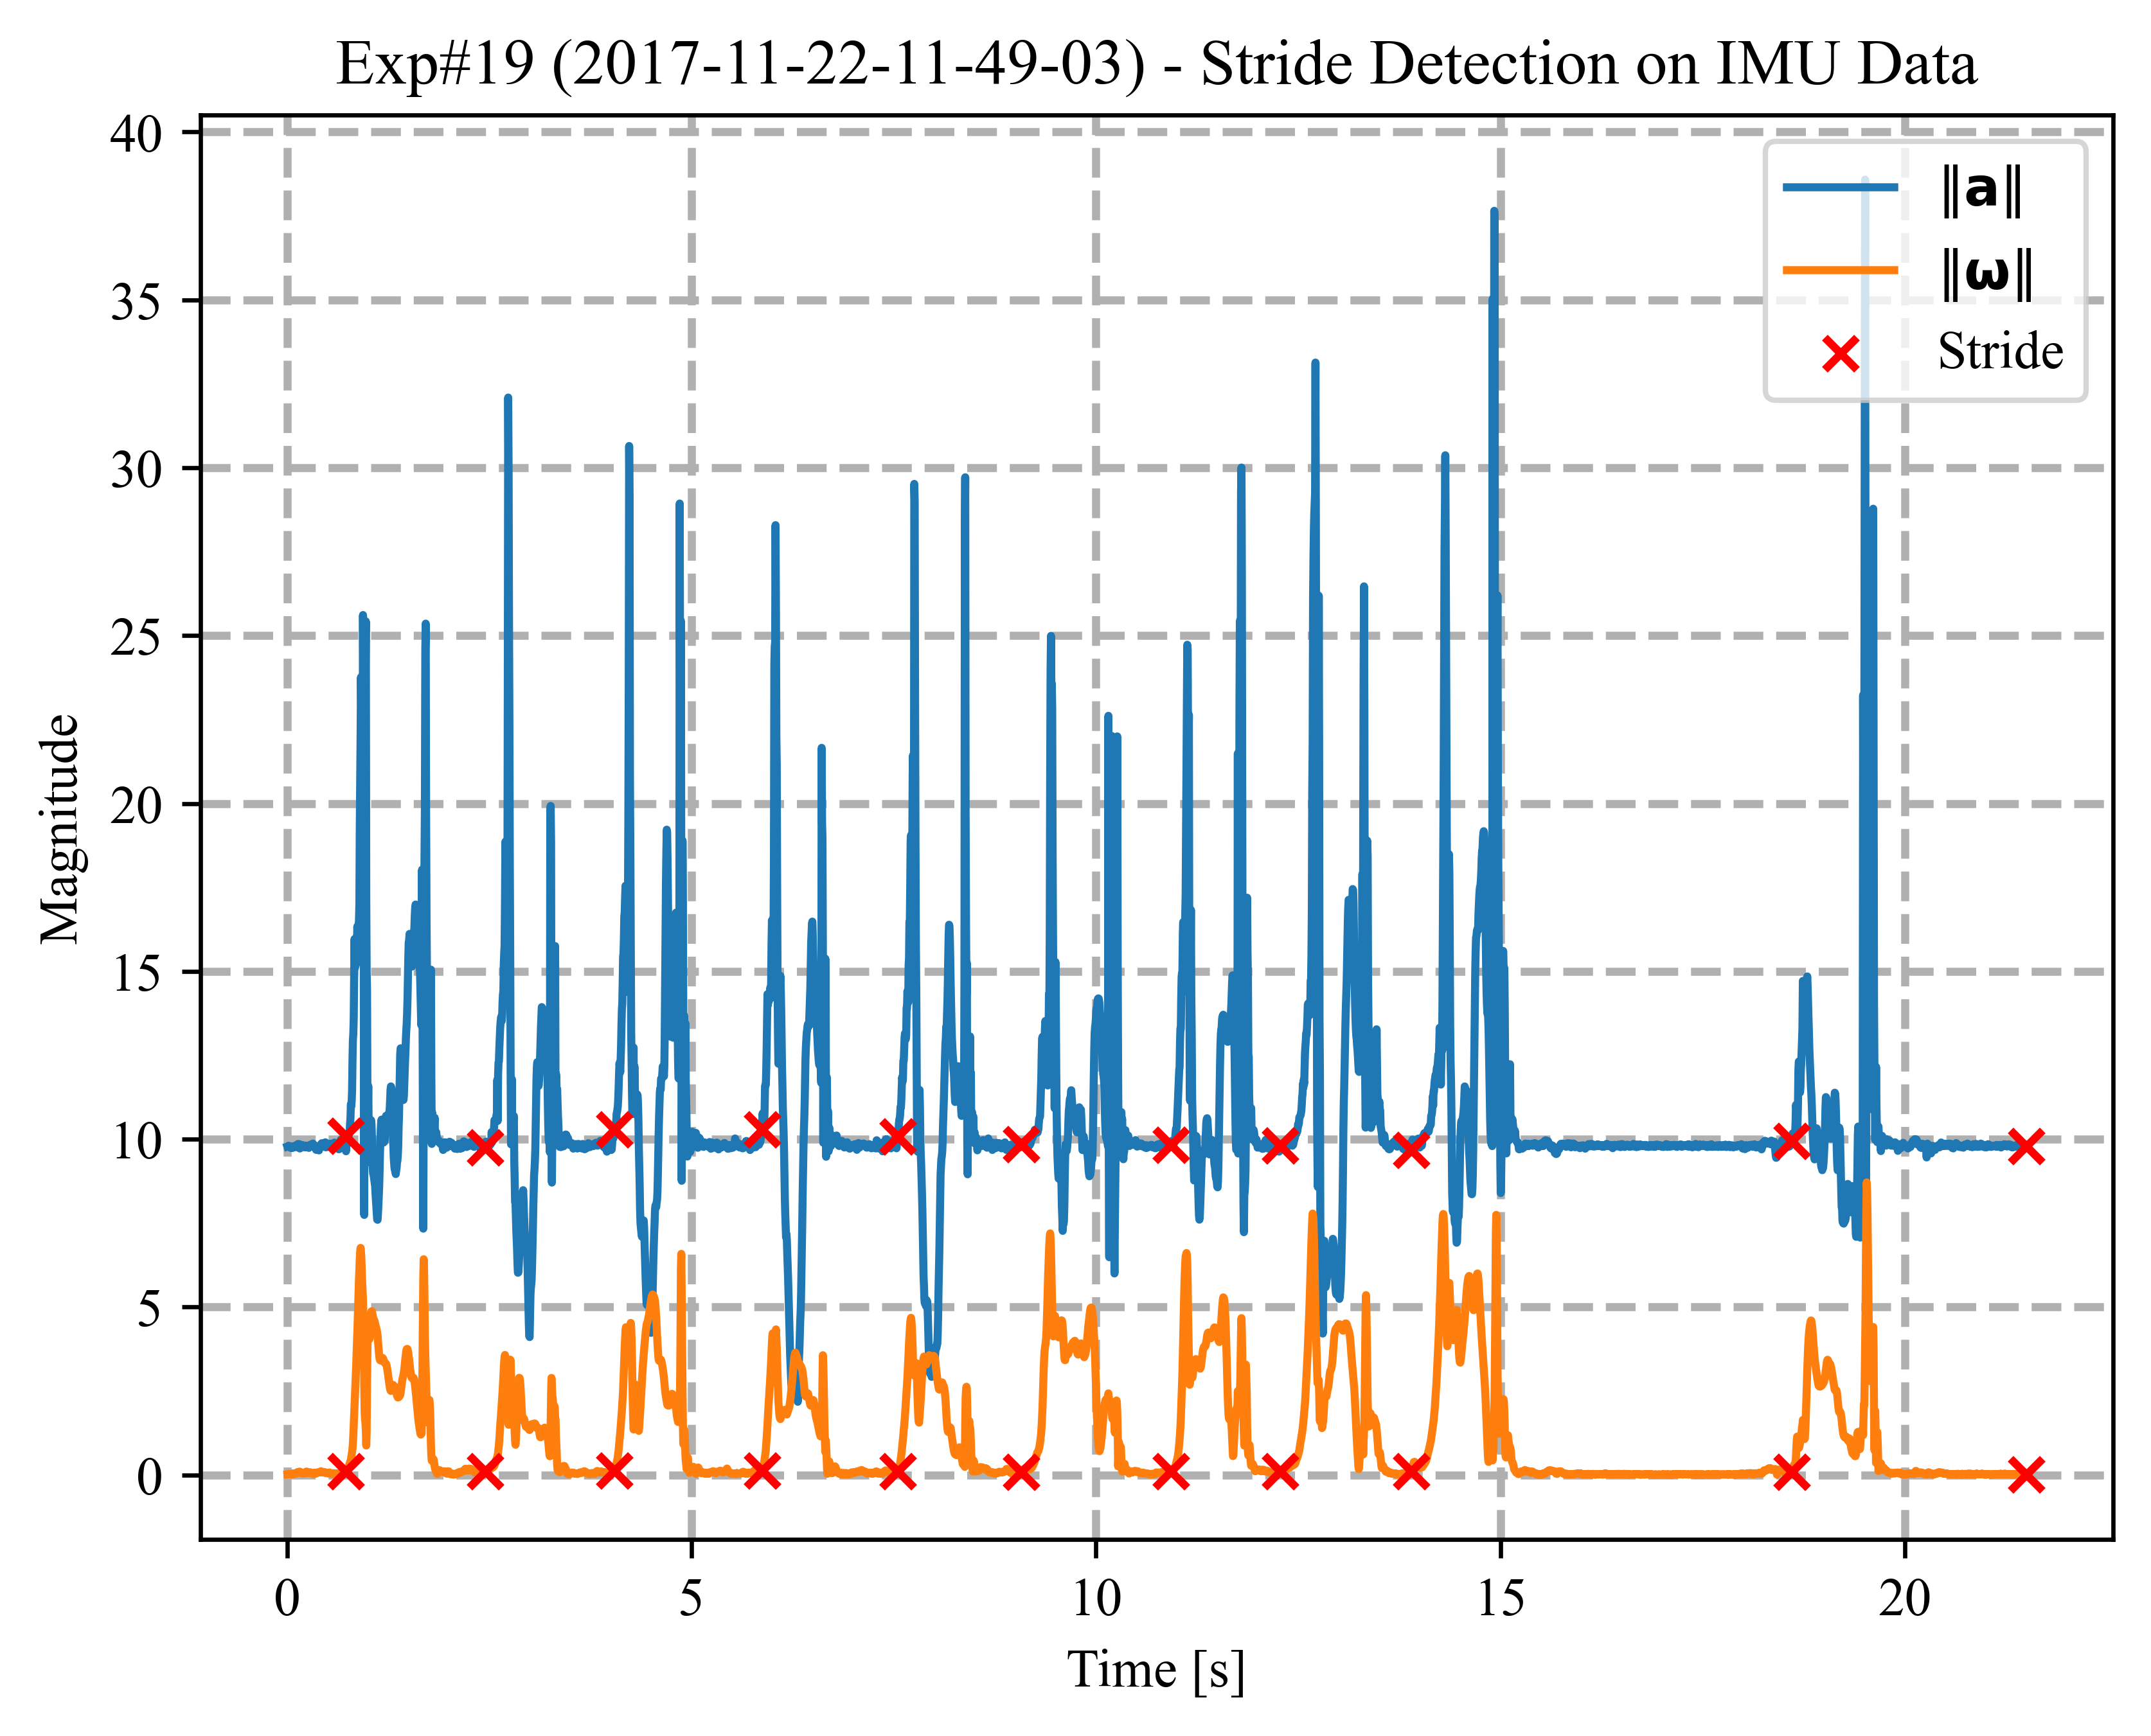 Exp#19 (2017-11-22-11-49-03) - Stride Detection on IMU Data
40
35
30
25
20
15
10
5
0
Magnitude
‖a‖
‖ω‖
Stride
0 5 10 15 20
Time [s]